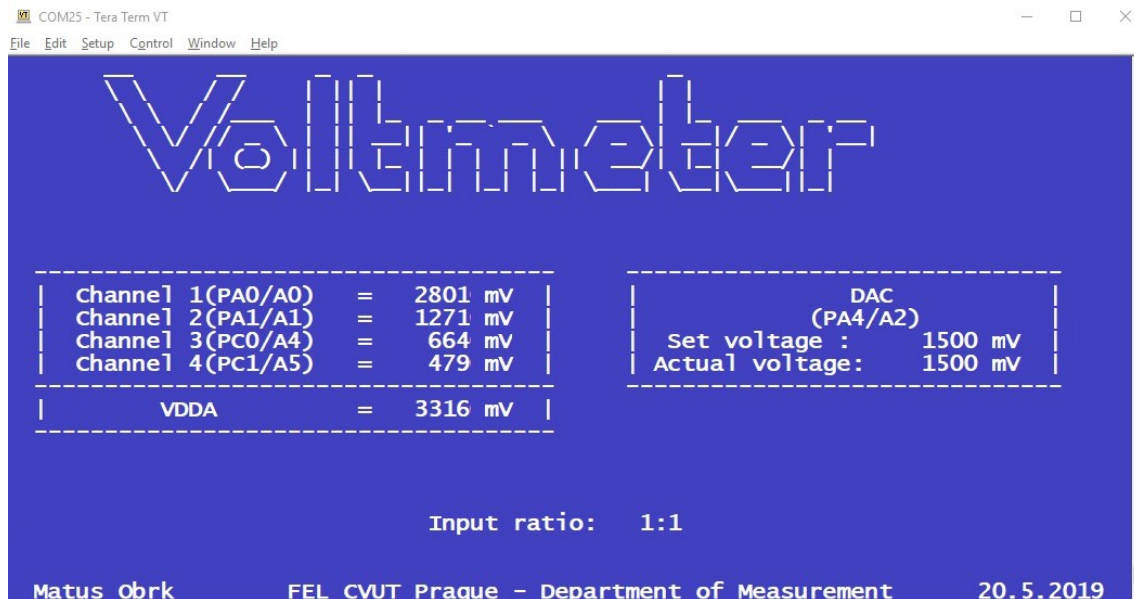 COM25 - Tera Term VT
File Edit Setup Control Window Help
Voltmeter
Channel 1(PA0/A0) = 2801 mV
Channel 2(PA1/A1) = 1271 mV
Channel 3(PC0/A4) = 664 mV
Channel 4(PC1/A5) = 479 mV
VDDA = 3316 mV
DAC
(PA4/A2)
Set voltage : 1500 mV
Actual voltage: 1500 mV
Input ratio: 1:1
Matus Obrk FEL CVUT Prague - Department of Measurement 20.5.2019